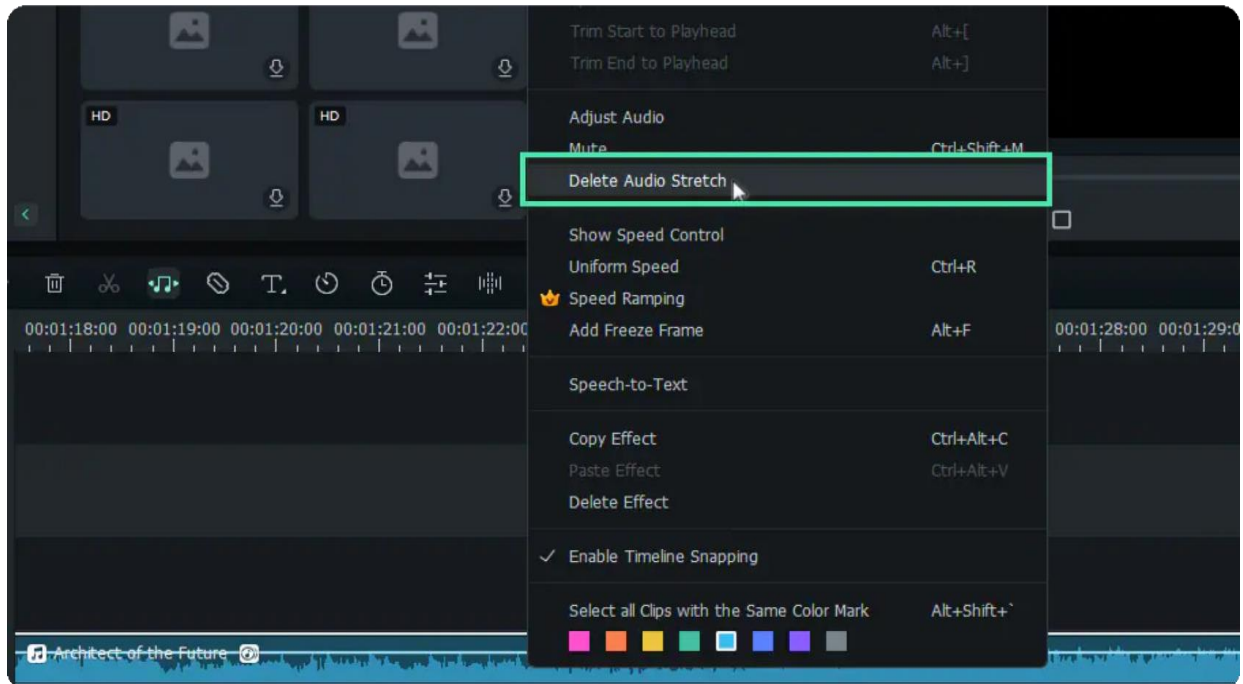 Trim Start to Playhead Alt+[
Trim End to Playhead Alt+]
HD HD
Adjust Audio
Mute Ctrl+Shift+M
Delete Audio Stretch
Show Speed Control
Uniform Speed Ctrl+R
Speed Ramping
Add Freeze Frame Alt+F
00:01:18:00 00:01:19:00 00:01:20:00 00:01:21:00 00:01:22:00 00:01:28:00 00:01:29:0
Speech-to-Text
Copy Effect Ctrl+Alt+C
Paste Effect Ctrl+Alt+V
Delete Effect
Enable Timeline Snapping
Select all Clips with the Same Color Mark Alt+Shift+`
Architect of the Future